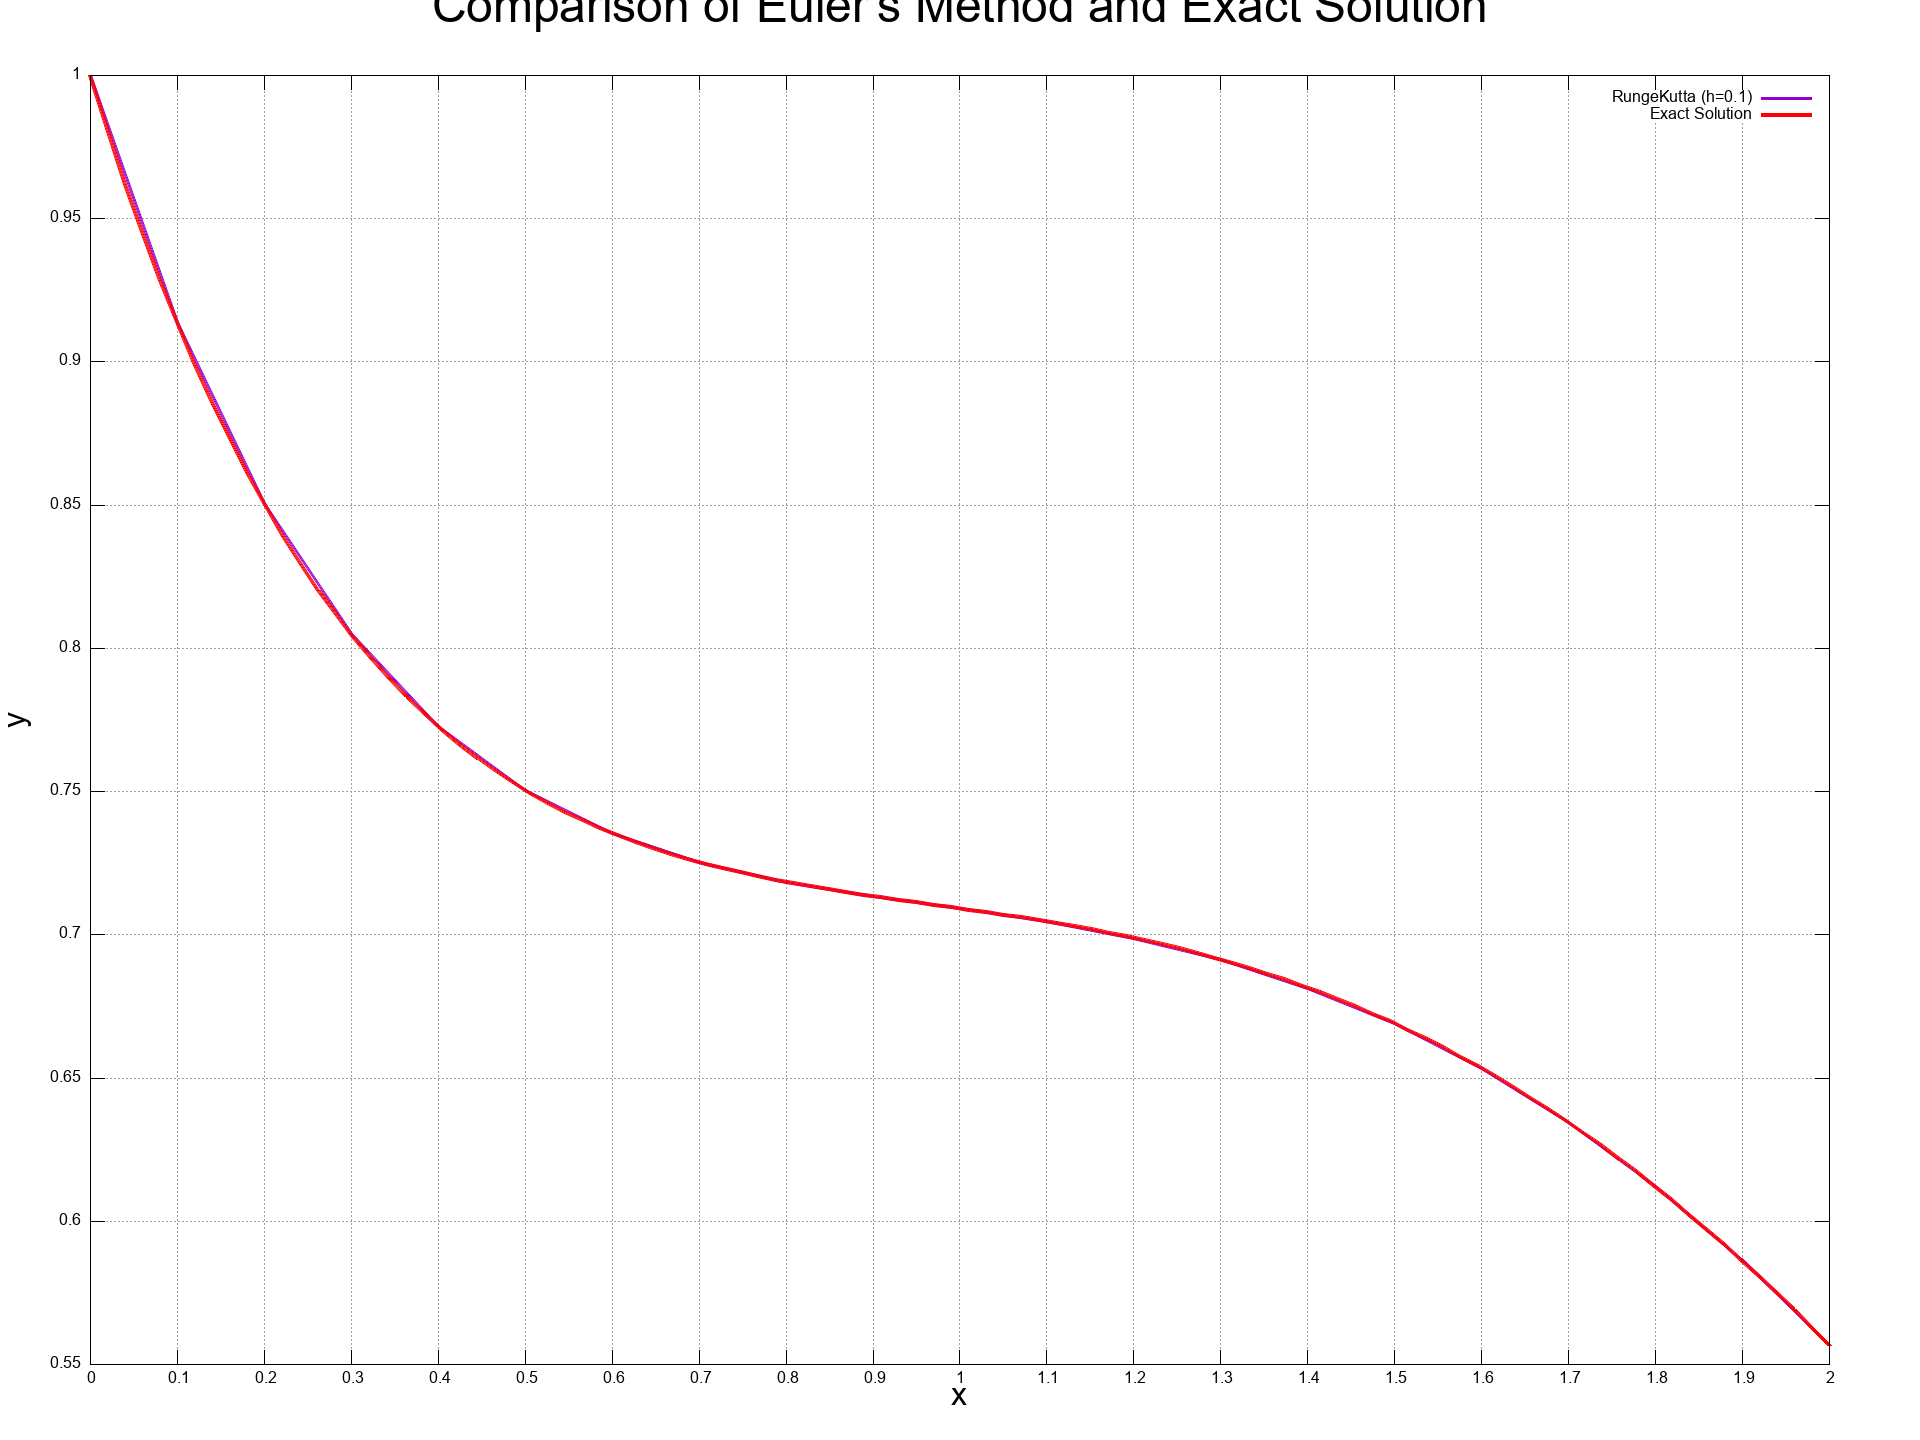 Comparison of Euler's Method and Exact Solution
RungeKutta (h=0.1)
Exact Solution
1
0.95
0.9
0.85
0.8
0.75
0.7
0.65
0.6
0.55
y
0 0.1 0.2 0.3 0.4 0.5 0.6 0.7 0.8 0.9 1 1.1 1.2 1.3 1.4 1.5 1.6 1.7 1.8 1.9 2
x